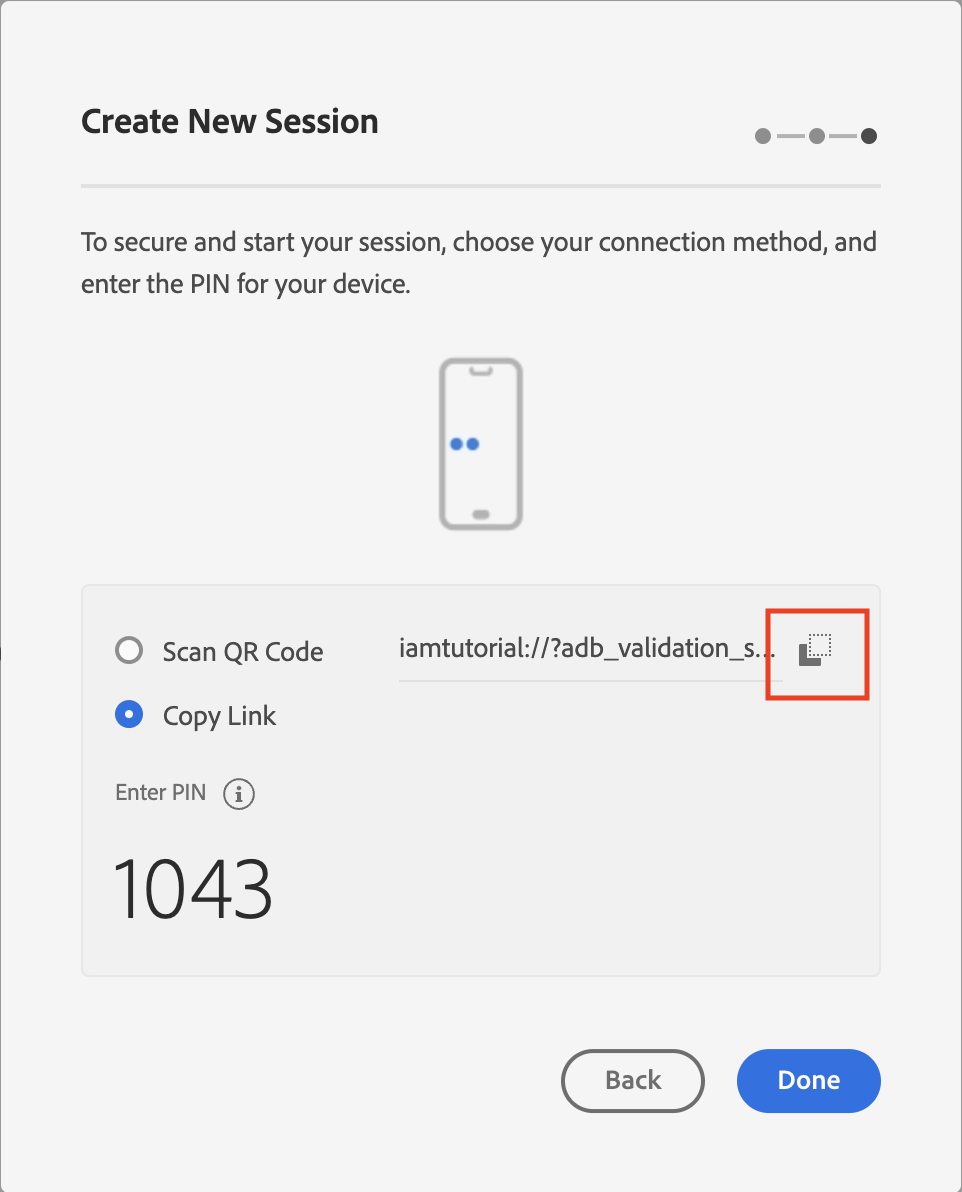 Create New Session
To secure and start your session, choose your connection method, and
enter the PIN for your device.
Scan QR Code
iamtutorial://?adb_validation_s...
Copy Link
Enter PIN
1043
Back
Done